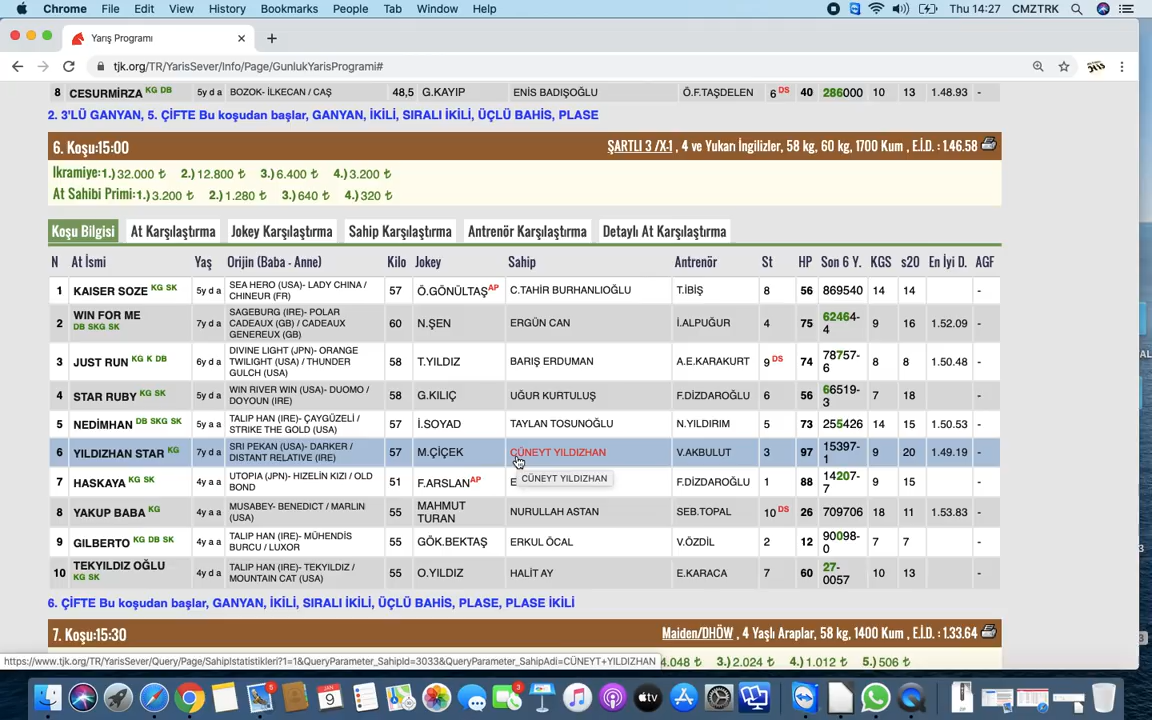 Chrome File Edit View History Bookmarks People Tab Window Help Thu 14:27 CMZTRK
Yarış Programı
tjk.org/TR/YarisSever/Info/Page/GunlukYarisProgrami#
8 CESURMİRZA KG DB 5y d a BOZOK- İLKECAN / CAŞ 48,5 G.KAYIP ENİS BADIŞOĞLU Ö.F.TAŞDELEN 6 DS 40 286000 10 13 1.48.93 -
2. 3'LÜ GANYAN, 5. ÇİFTE Bu koşudan başlar, GANYAN, İKİLİ, SIRALI İKİLİ, ÜÇLÜ BAHİS, PLASE
6. Koşu:15:00 ŞARTLI 3 /X-1 , 4 ve Yukarı İngilizler, 58 kg, 60 kg, 1700 Kum , E.İ.D. : 1.46.58
Ikramiye:1.) 32.000 ₺ 2.) 12.800 ₺ 3.) 6.400 ₺ 4.) 3.200 ₺
At Sahibi Primi:1.) 3.200 ₺ 2.) 1.280 ₺ 3.) 640 ₺ 4.) 320 ₺
Koşu Bilgisi At Karşılaştırma Jokey Karşılaştırma Sahip Karşılaştırma Antrenör Karşılaştırma Detaylı At Karşılaştırma
N At İsmi Yaş Orijin (Baba - Anne) Kilo Jokey Sahip Antrenör St HP Son 6 Y. KGS s20 En İyi D. AGF
1 KAISER SOZE KG SK 5y d a SEA HERO (USA)- LADY CHINA / CHINEUR (FR) 57 Ö.GÖNÜLTAŞ AP C.TAHİR BURHANLIOĞLU T.İBİŞ 8 56 869540 14 14 -
2 WIN FOR ME DB SKG SK 7y d a SAGEBURG (IRE)- POLAR CADEAUX (GB) / CADEAUX GENEREUX (GB) 60 N.ŞEN ERGÜN CAN İ.ALPUĞUR 4 75 62464-4 9 16 1.52.09 -
3 JUST RUN KG K DB 6y d a DIVINE LIGHT (JPN)- ORANGE TWILIGHT (USA) / THUNDER GULCH (USA) 58 T.YILDIZ BARIŞ ERDUMAN A.E.KARAKURT 9 DS 74 78757-6 8 8 1.50.48 -
4 STAR RUBY KG SK 5y d a WIN RIVER WIN (USA)- DUOMO / DOYOUN (IRE) 58 G.KILIÇ UĞUR KURTULUŞ F.DİZDAROĞLU 6 56 66519-3 7 18 -
5 NEDİMHAN DB SKG SK 5y a a TALIP HAN (IRE)- ÇAYGÜZELİ / STRIKE THE GOLD (USA) 57 İ.SOYAD TAYLAN TOSUNOĞLU N.YILDIRIM 5 73 255426 14 15 1.50.53 -
6 YILDIZHAN STAR KG 7y d a SRI PEKAN (USA)- DARKER / DISTANT RELATIVE (IRE) 57 M.ÇİÇEK CÜNEYT YILDIZHAN V.AKBULUT 3 97 15397-1 9 20 1.49.19 -
CÜNEYT YILDIZHAN
7 HASKAYA KG SK 4y a a UTOPIA (JPN)- HIZELİN KIZI / OLD BOND 51 F.ARSLAN AP E F.DİZDAROĞLU 1 88 14207-7 9 15 -
8 YAKUP BABA KG 4y a a MUSABEY- BENEDICT / MARLIN (USA) 55 MAHMUT TURAN NURULLAH ASTAN SEB.TOPAL 10 DS 26 709706 18 11 1.53.83 -
9 GILBERTO KG DB SK 4y a a TALIP HAN (IRE)- MÜHENDİS BURCU / LUXOR 55 GÖK.BEKTAŞ ERKUL ÖCAL V.ÖZDİL 2 12 90098-0 7 7 -
10 TEKYILDIZ OĞLU KG SK 4y d a TALIP HAN (IRE)- TEKYILDIZ / MOUNTAIN CAT (USA) 55 O.YILDIZ HALİT AY E.KARACA 7 60 27-0057 10 13 -
6. ÇİFTE Bu koşudan başlar, GANYAN, İKİLİ, SIRALI İKİLİ, ÜÇLÜ BAHİS, PLASE, PLASE İKİLİ
7. Koşu:15:30 Maiden/DHÖW , 4 Yaşlı Araplar, 58 kg, 1400 Kum , E.İ.D. : 1.33.64
https://www.tjk.org/TR/YarisSever/Query/Page/SahipIstatistikleri?1=1&QueryParameter_SahipId=3033&QueryParameter_SahipAdi=CÜNEYT+YILDIZHAN 4.048 ₺ 3.) 2.024 ₺ 4.) 1.012 ₺ 5.) 506 ₺